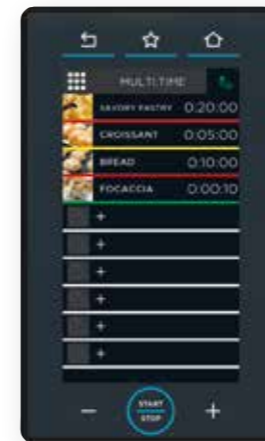 MULTI.TIME
SAVORY PASTRY 0:20:00
CROISSANT 0:05:00
BREAD 0:10:00
FOCACCIA 0:00:10
+
+
+
+
+
+
− START STOP +